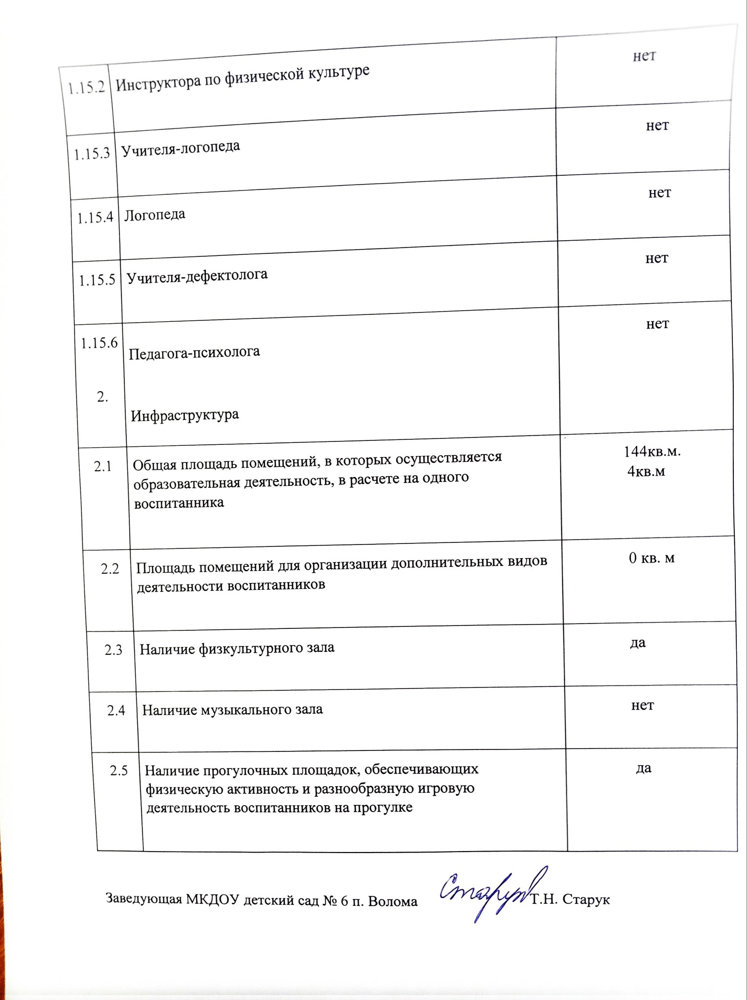 1.15.2 Инструктора по физической культуре нет
1.15.3 Учителя-логопеда нет
1.15.4 Логопеда нет
1.15.5 Учителя-дефектолога нет
1.15.6 Педагога-психолога нет
2. Инфраструктура
2.1 Общая площадь помещений, в которых осуществляется 144кв.м.
образовательная деятельность, в расчете на одного 4кв.м
воспитанника
2.2 Площадь помещений для организации дополнительных видов 0 кв. м
деятельности воспитанников
2.3 Наличие физкультурного зала да
2.4 Наличие музыкального зала нет
2.5 Наличие прогулочных площадок, обеспечивающих да
физическую активность и разнообразную игровую
деятельность воспитанников на прогулке
Заведующая МКДОУ детский сад № 6 п. Волома Старук Т.Н. Старук